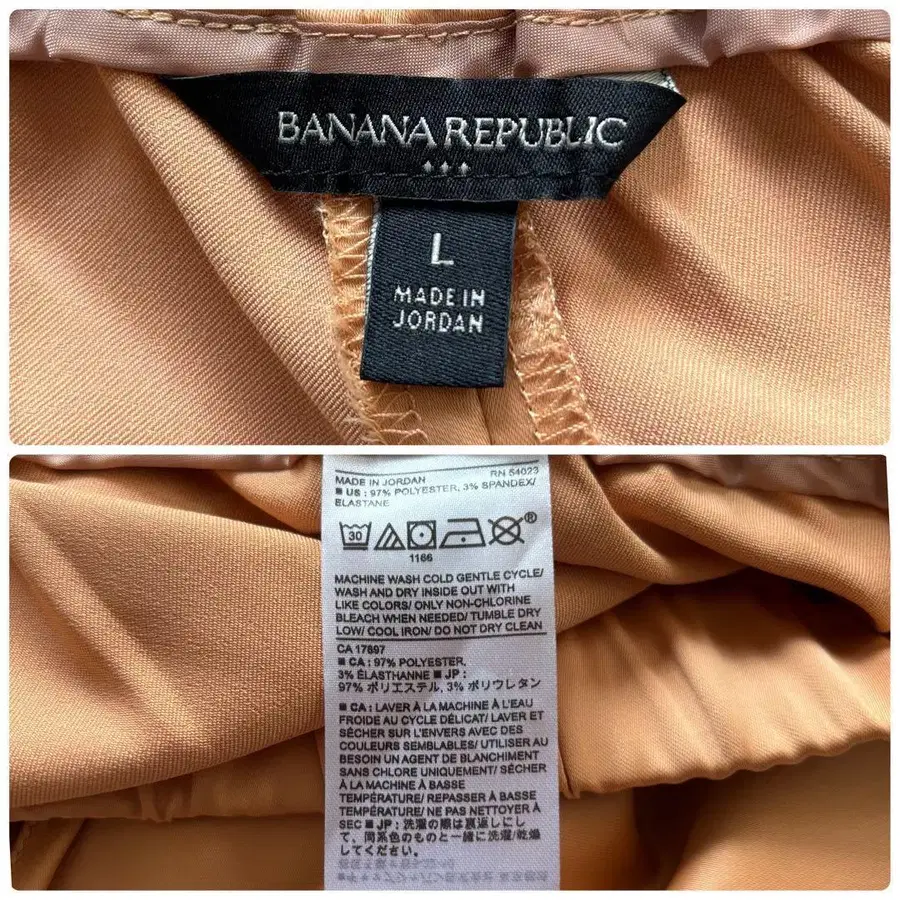 BANANA REPUBLIC
L
MADE IN
JORDAN
MADE IN JORDAN RN 54023
■ US : 97% POLYESTER, 3% SPANDEX/
ELASTANE
30
®
1166
MACHINE WASH COLD GENTLE CYCLE/
WASH AND DRY INSIDE OUT WITH
LIKE COLORS/ ONLY NON-CHLORINE
BLEACH WHEN NEEDED/ TUMBLE DRY
LOW/ COOL IRON/ DO NOT DRY CLEAN
CA 17897
■ CA : 97% POLYESTER,
3% ÉLASTHANNE ■ JP :
97% ポリエステル, 3% ポリウレタン
■ CA : LAVER À LA MACHINE À L'EAU
FROIDE AU CYCLE DÉLICAT/ LAVER ET
SÉCHER SUR L'ENVERS AVEC DES
COULEURS SEMBLABLES/ UTILISER AU
BESOIN UN AGENT DE BLANCHIMENT
SANS CHLORE UNIQUEMENT/ SÉCHER
À LA MACHINE À BASSE
TEMPÉRATURE/ REPASSER À BASSE
TEMPÉRATURE/ NE PAS NETTOYER À
SEC ■ JP : 洗濯の際は裏返しにし
て、同系色のものと一緒に洗濯/乾燥
してください。